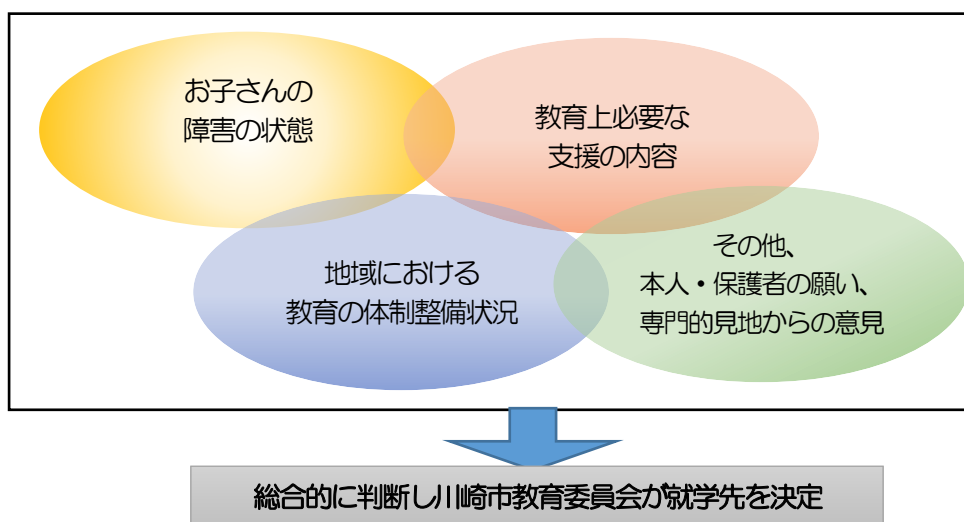 お子さんの
障害の状態
教育上必要な
支援の内容
地域における
教育の体制整備状況
その他、
本人・保護者の願い、
専門的見地からの意見
総合的に判断し川崎市教育委員会が就学先を決定